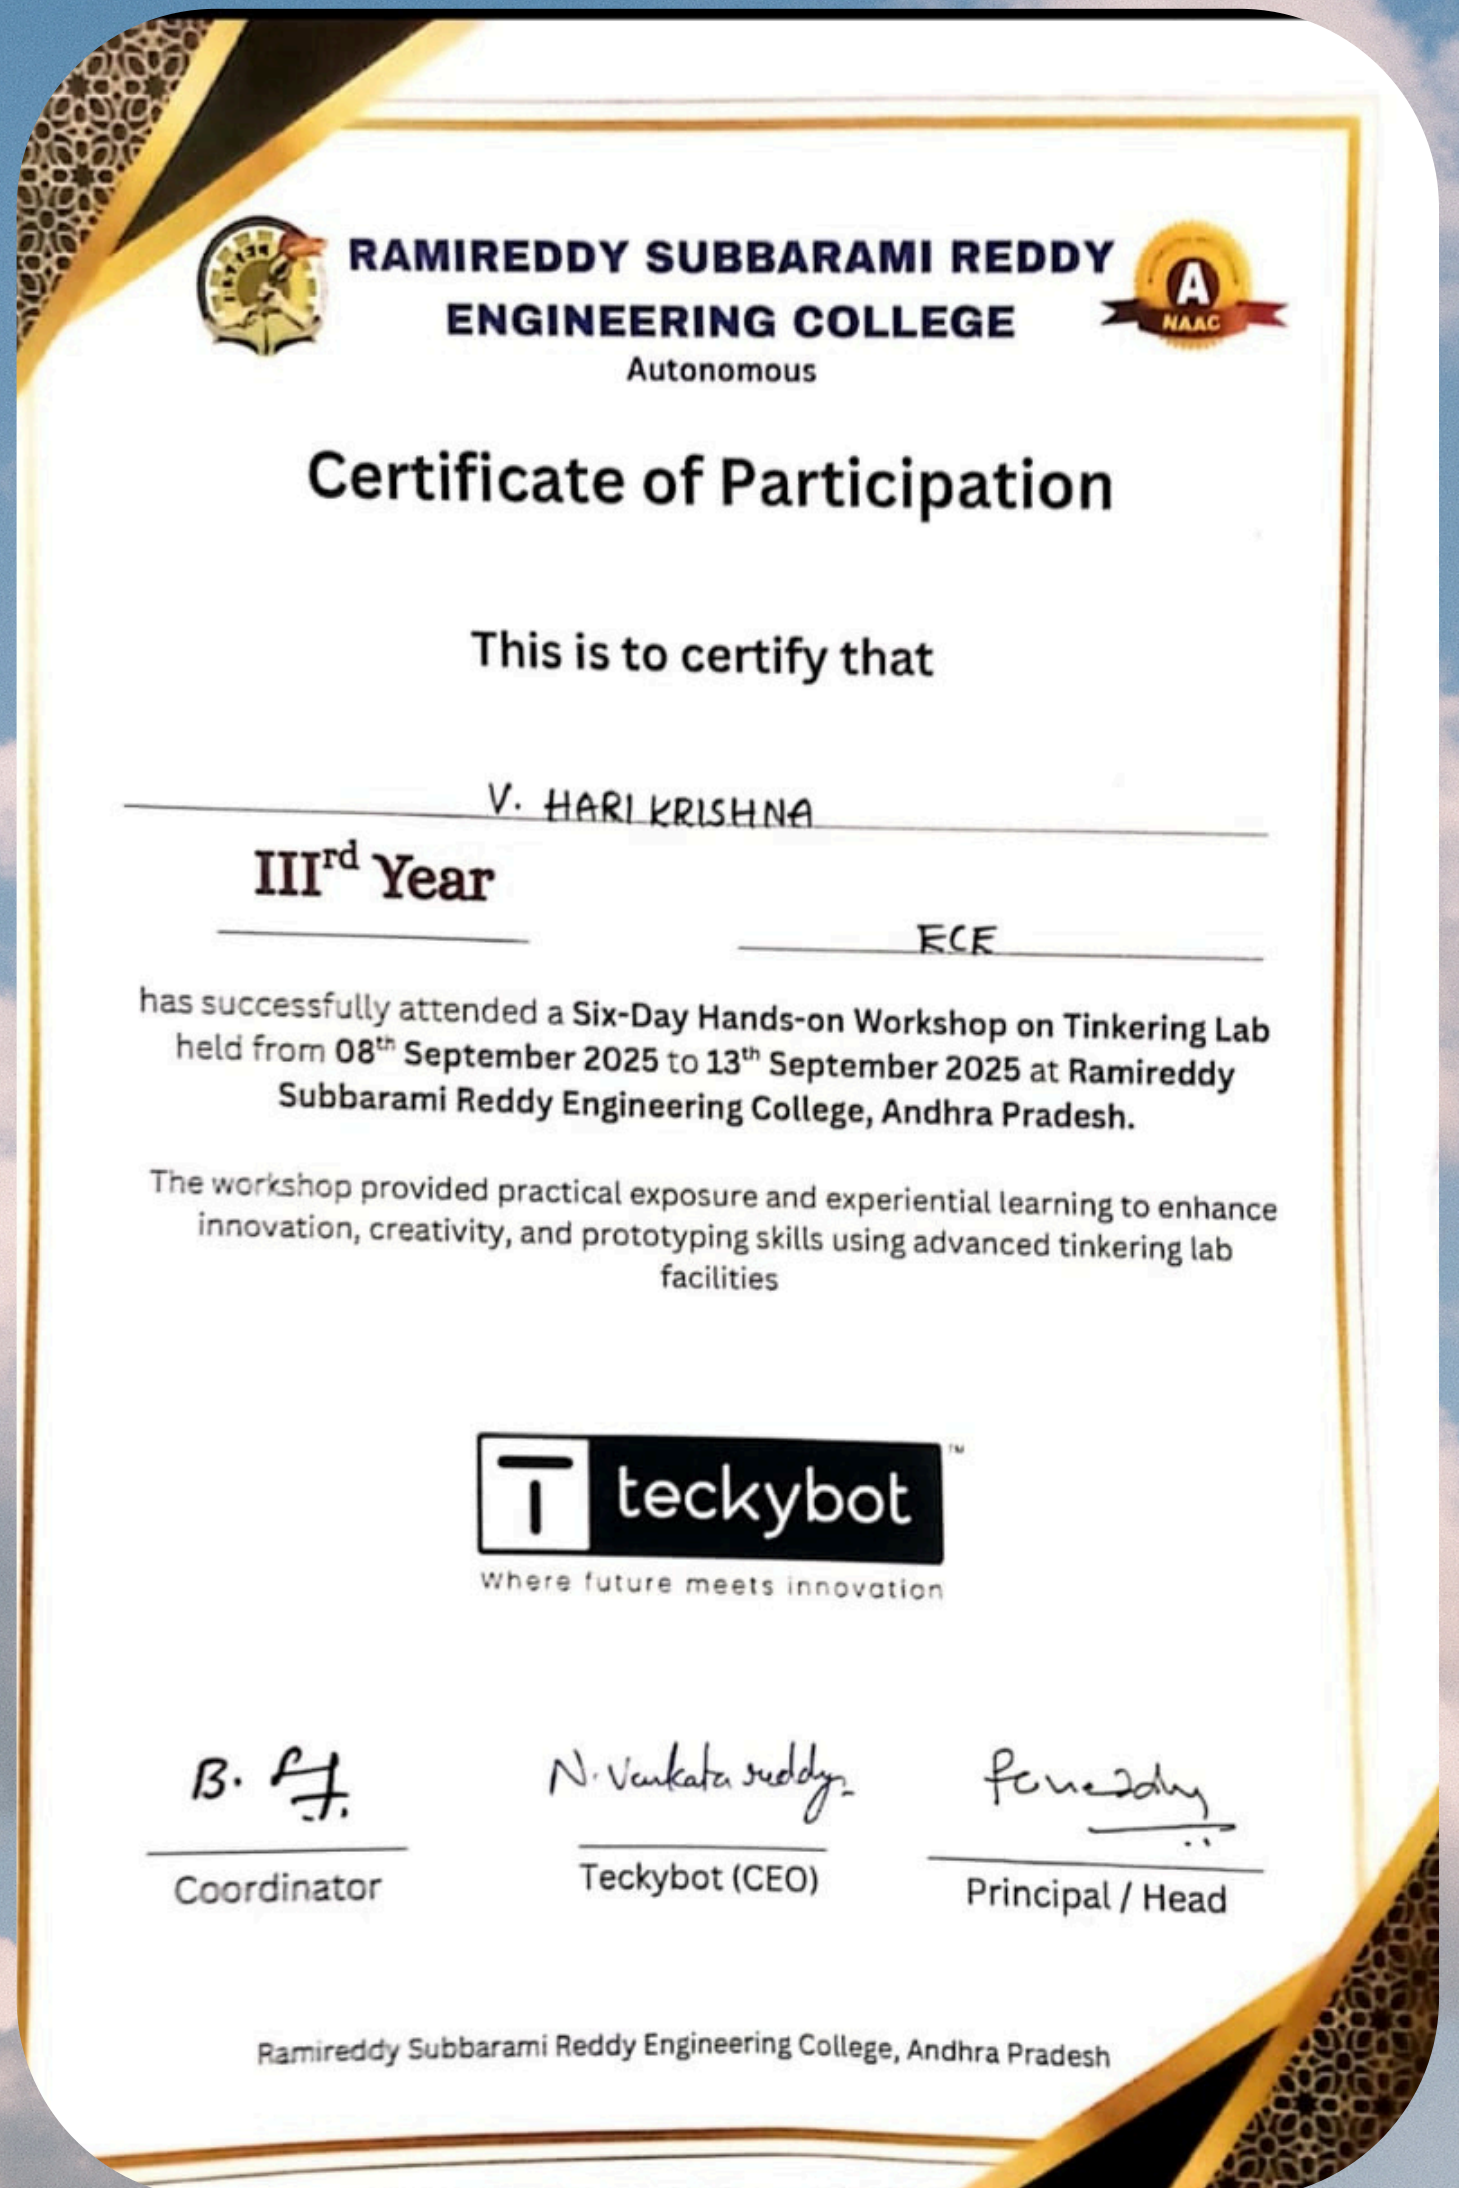 RAMIREDDY SUBBARAMI REDDY
ENGINEERING COLLEGE
Autonomous
A
NAAC
Certificate of Participation
This is to certify that
V. HARI KRISHNA
IIIrd Year
ECE
has successfully attended a Six-Day Hands-on Workshop on Tinkering Lab
held from 08th September 2025 to 13th September 2025 at Ramireddy
Subbarami Reddy Engineering College, Andhra Pradesh.
The workshop provided practical exposure and experiential learning to enhance
innovation, creativity, and prototyping skills using advanced tinkering lab
facilities
T teckybot ™
Where future meets innovation
B.
N. Venkata reddy
Coordinator
Teckybot (CEO)
Principal / Head
Ramireddy Subbarami Reddy Engineering College, Andhra Pradesh